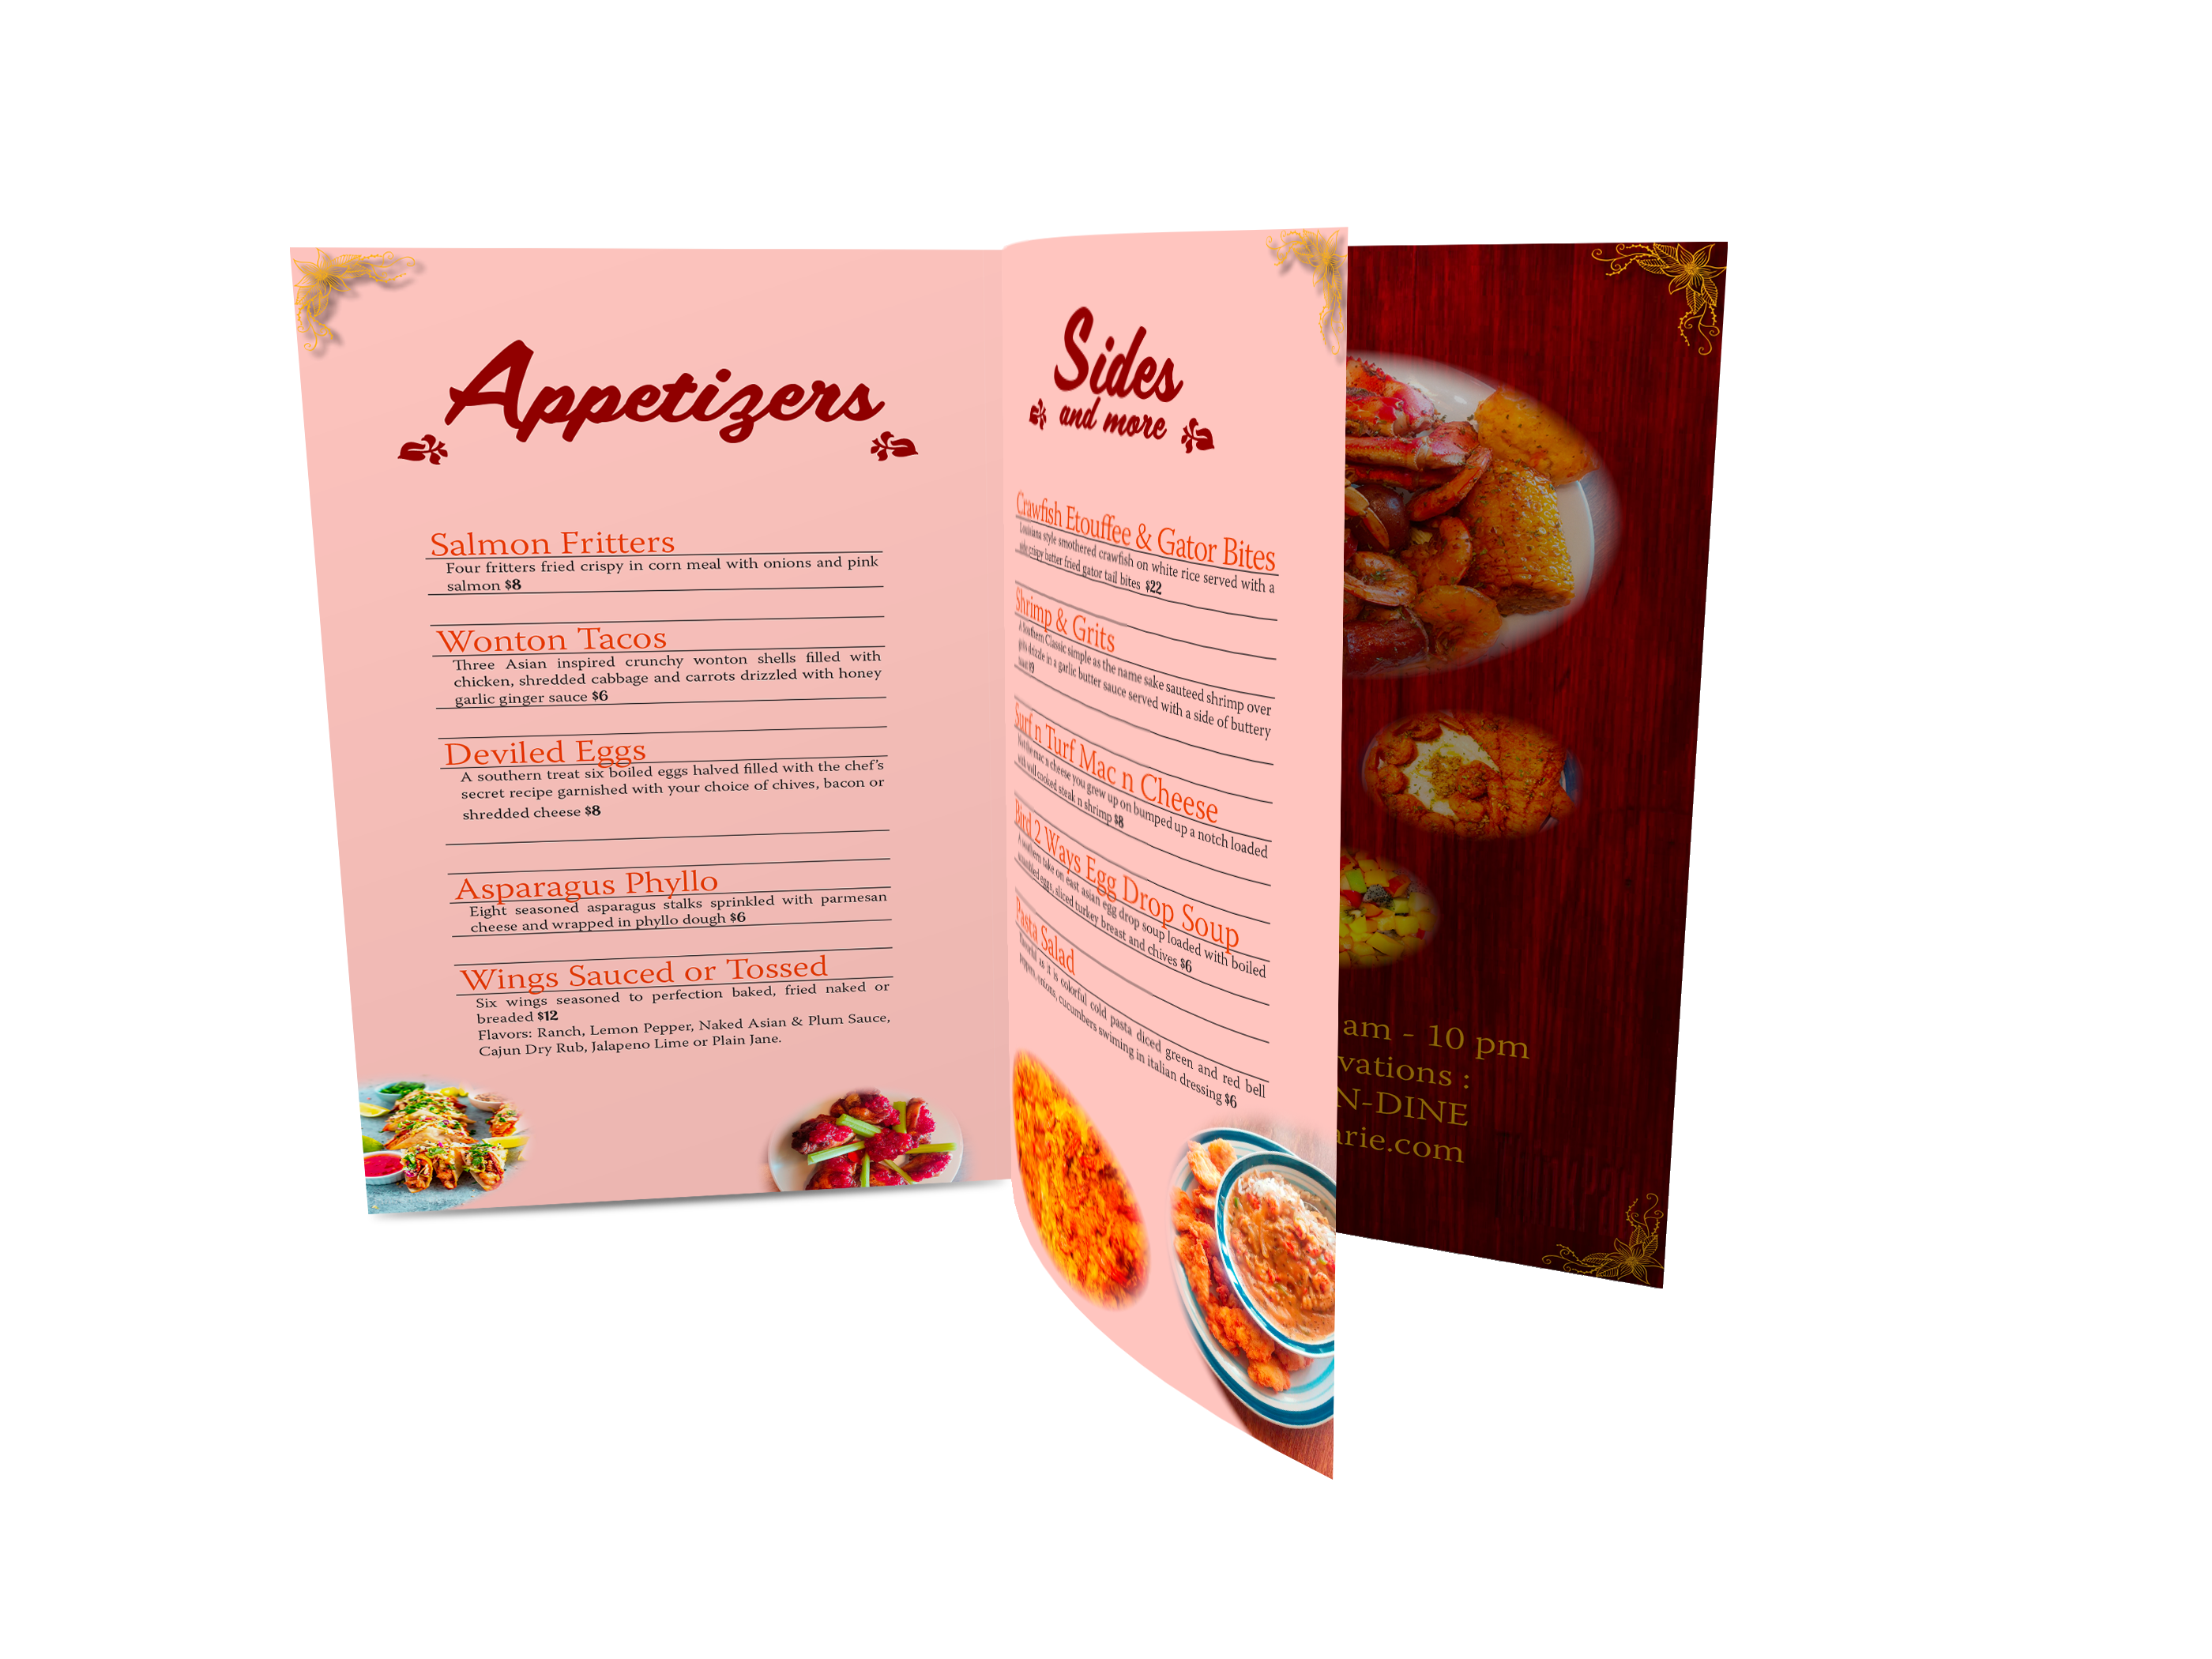 Appetizers
Salmon Fritters
Four fritters fried crispy in corn meal with onions and pink
salmon $8
Wonton Tacos
Three Asian inspired crunchy wonton shells filled with
chicken, shredded cabbage and carrots drizzled with honey
garlic ginger sauce $6
Deviled Eggs
A southern treat six boiled eggs halved filled with the chef's
secret recipe garnished with your choice of chives, bacon or
shredded cheese $8
Asparagus Phyllo
Eight seasoned asparagus stalks sprinkled with parmesan
cheese and wrapped in phyllo dough $6
Wings Sauced or Tossed
Six wings seasoned to perfection baked, fried naked or
breaded $12
Flavors: Ranch, Lemon Pepper, Naked Asian & Plum Sauce,
Cajun Dry Rub, Jalapeno Lime or Plain Jane.
Sides
and more
Crawfish Etouffee & Gator Bites
Louisiana style smothered crawfish on white rice served with a
side crispy batter fried gator tail bites $22
Shrimp & Grits
A Southern Classic simple as the name sake sauteed shrimp over
grits drizzle in a garlic butter sauce served with a side of buttery
toast $9
Surf n Turf Mac n Cheese
Not the mac n cheese you grew up on bumped up a notch loaded
with well cooked steak n shrimp $8
Bird 2 Ways Egg Drop Soup
A southern take on east asian egg drop soup loaded with boiled
scrambled eggs, sliced turkey breast and chives $6
Pasta Salad
Flavorful as it is colorful cold pasta diced green and red bell
peppers, onions, cucumbers swiming in italian dressing $6
am - 10 pm
vations :
N-DINE
arie.com